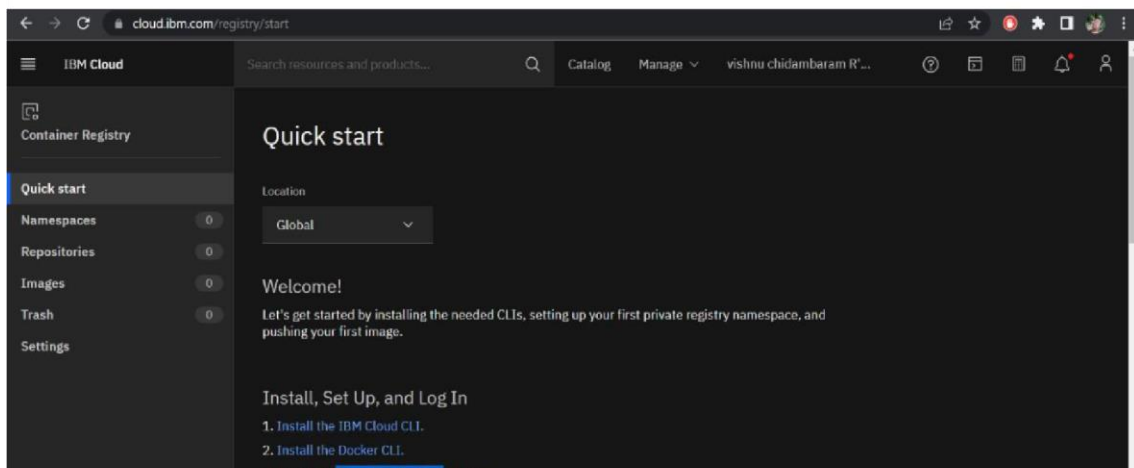 cloud.ibm.com/registry/start
IBM Cloud
Search resources and products...
Catalog
Manage
vishnu chidambaram R'...
Container Registry
Quick start
Namespaces 0
Repositories 0
Images 0
Trash 0
Settings
Quick start
Location
Global
Welcome!
Let's get started by installing the needed CLIs, setting up your first private registry namespace, and
pushing your first image.
Install, Set Up, and Log In
1. Install the IBM Cloud CLI.
2. Install the Docker CLI.